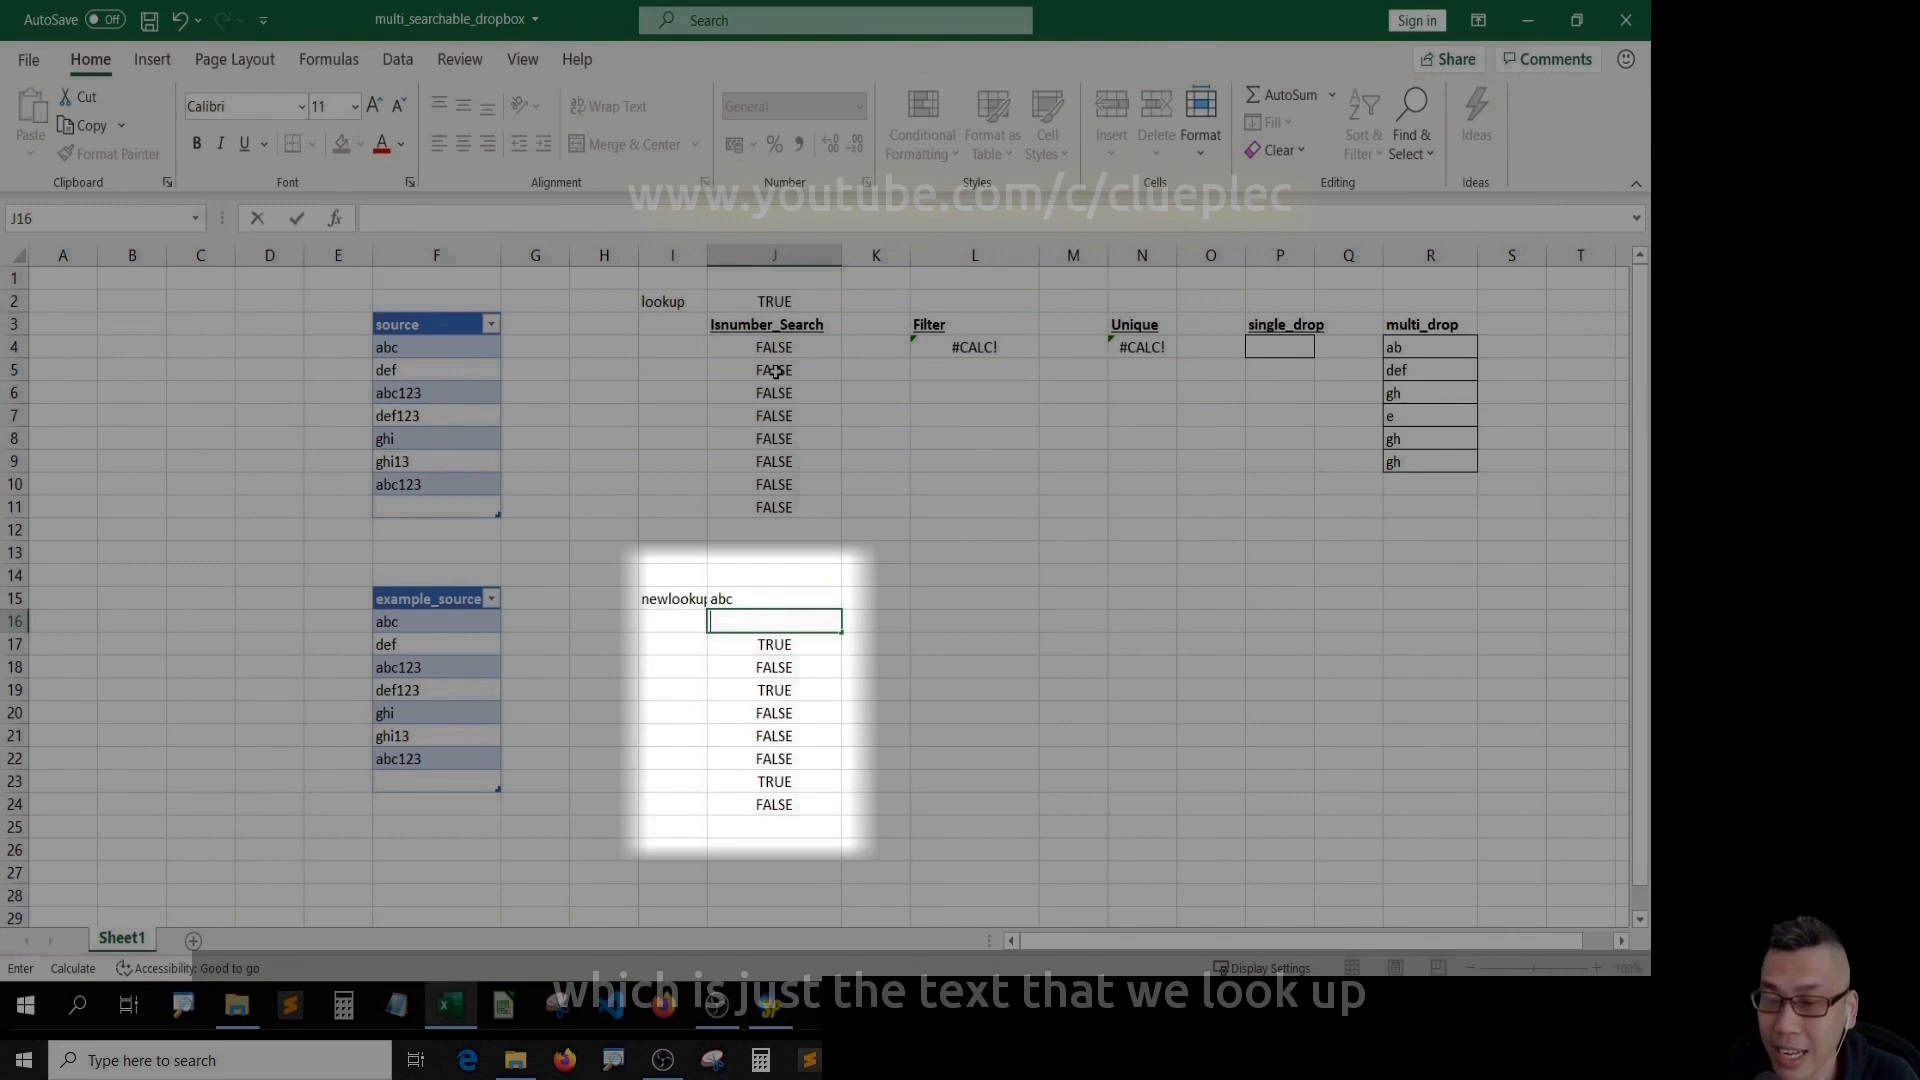 AutoSave Off multi_searchable_dropbox Search Sign in
File Home Insert Draw Page Layout Formulas Data Review View Help Share Comments
Cut
Copy
Format Painter
Paste
Calibri 11
B I U
Wrap Text
Merge & Center
General
Conditional Formatting
Format as Table
Cell Styles
Insert Delete Format
AutoSum
Fill
Clear
Sort & Filter
Find & Select
Ideas
Clipboard Font Alignment Number Styles Cells Editing Ideas
www.youtube.com/c/clueplec
J16 fx
A B C D E F G H I J K L M N O P Q R S T
1
2 lookup TRUE
3 source Isnumber_Search Filter Unique single_drop multi_drop
4 abc FALSE #CALC! #CALC! ab
5 def FALSE def
6 abc123 FALSE gh
7 def123 FALSE e
8 ghi FALSE gh
9 ghi13 FALSE gh
10 abc123 FALSE
11 FALSE
12
13
14
15 example_source newlookup abc
16 abc
17 def TRUE
18 abc123 FALSE
19 def123 TRUE
20 ghi FALSE
21 ghi13 FALSE
22 abc123 FALSE
23 TRUE
24 FALSE
25
26
27
28
29
Sheet1
Enter Calculate Accessibility: Good to go Display Settings 100%
which is just the text that we look up
Type here to search